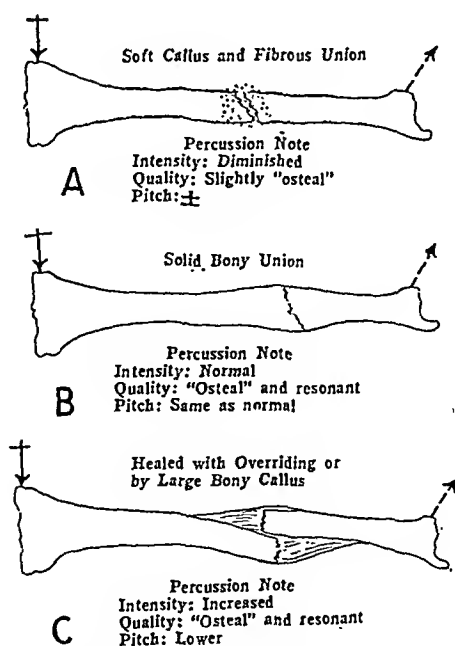 Soft Callus and Fibrous Union
Percussion Note
Intensity: Diminished
Quality: Slightly "osteal"
Pitch: ±
A
Solid Bony Union
Percussion Note
Intensity: Normal
Quality: "Osteal" and resonant
Pitch: Same as normal
B
Healed with Overriding or
by Large Bony Callus
Percussion Note
Intensity: Increased
Quality: "Osteal" and resonant
Pitch: Lower
C